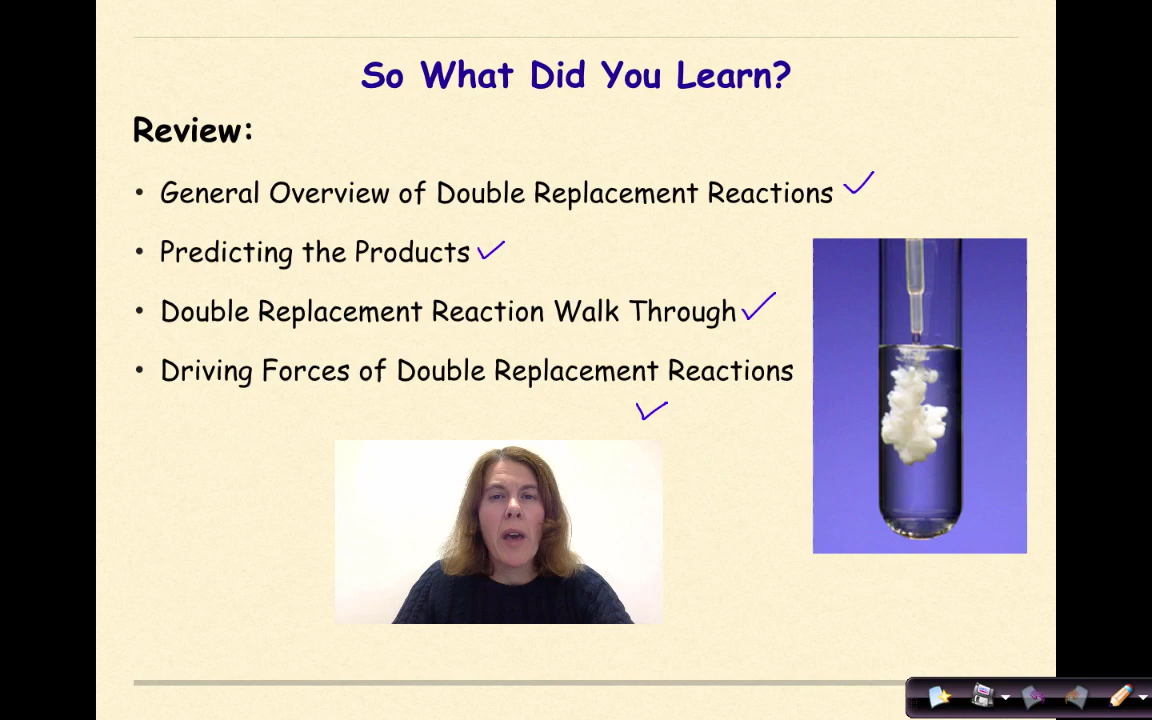 So What Did You Learn?
Review:
• General Overview of Double Replacement Reactions
• Predicting the Products
• Double Replacement Reaction Walk Through
• Driving Forces of Double Replacement Reactions